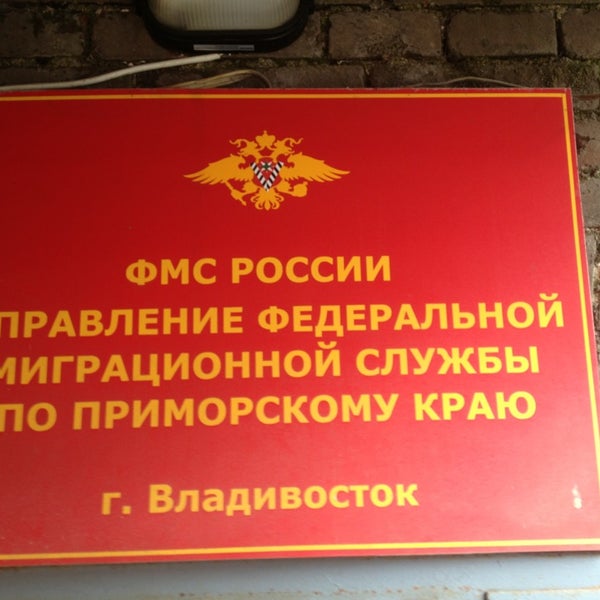 ФМС РОССИИ
ПРАВЛЕНИЕ ФЕДЕРАЛЬНОЙ
МИГРАЦИОННОЙ СЛУЖБЫ
ПО ПРИМОРСКОМУ КРАЮ
г. Владивосток